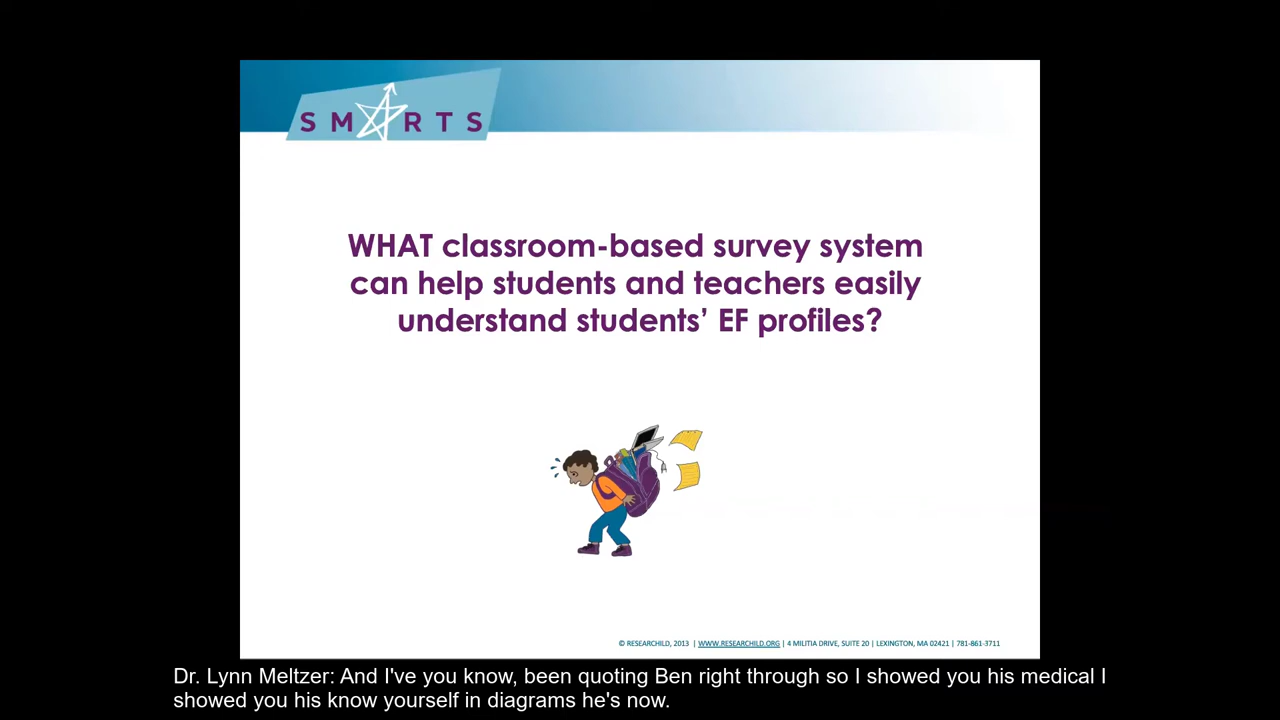 SMARTS
WHAT classroom-based survey system
can help students and teachers easily
understand students’ EF profiles?
© RESEARCHILD, 2013 | WWW.RESEARCHILD.ORG | 4 MILITIA DRIVE, SUITE 20 | LEXINGTON, MA 02421 | 781-861-3711
Dr. Lynn Meltzer: And I've you know, been quoting Ben right through so I showed you his medical I
showed you his know yourself in diagrams he's now.